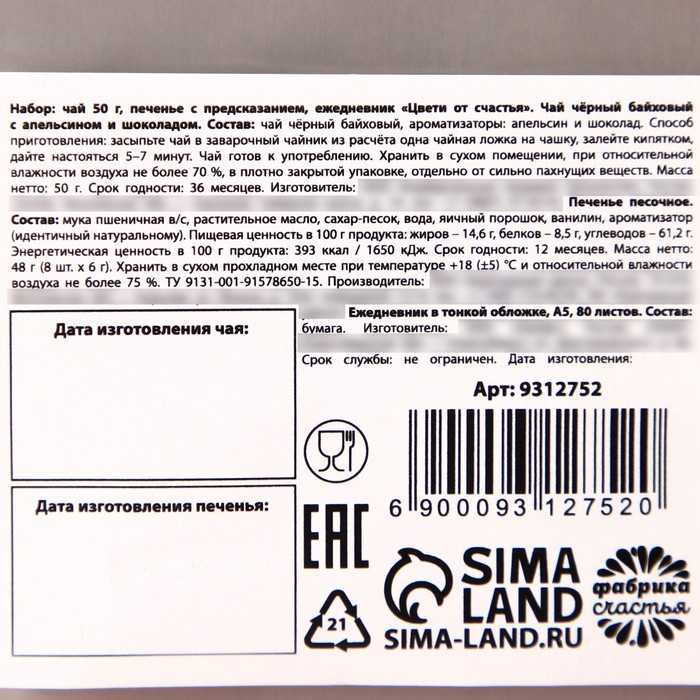 Набор: чай 50 г, печенье с предсказанием, ежедневник «Цвети от счастья». Чай чёрный байховый
с апельсином и шоколадом. Состав: чай чёрный байховый, ароматизаторы: апельсин и шоколад. Способ
приготовления: засыпьте чай в заварочный чайник из расчёта одна чайная ложка на чашку, залейте кипятком,
дайте настояться 5–7 минут. Чай готов к употреблению. Хранить в сухом помещении, при относительной
влажности воздуха не более 70 %, в плотно закрытой упаковке, отдельно от сильно пахнущих веществ. Масса
нетто: 50 г. Срок годности: 36 месяцев. Изготовитель:
Печенье песочное.
Состав: мука пшеничная в/с, растительное масло, сахар-песок, вода, яичный порошок, ванилин, ароматизатор
(идентичный натуральному). Пищевая ценность в 100 г продукта: жиров – 14,6 г, белков – 8,5 г, углеводов – 61,2 г.
Энергетическая ценность в 100 г продукта: 393 ккал / 1650 кДж. Срок годности: 12 месяцев. Масса нетто:
48 г (8 шт. х 6 г). Хранить в сухом прохладном месте при температуре +18 (±5) °С и относительной влажности
воздуха не более 75 %. ТУ 9131-001-91578650-15. Производитель:
Ежедневник в тонкой обложке, А5, 80 листов. Состав:
бумага. Изготовитель:
Срок службы: не ограничен. Дата изготовления:
Дата изготовления чая:
Дата изготовления печенья:
Арт: 9312752
6 900093 127520
EAC
21
SIMA
LAND
SIMA-LAND.RU
фабрика
счастья